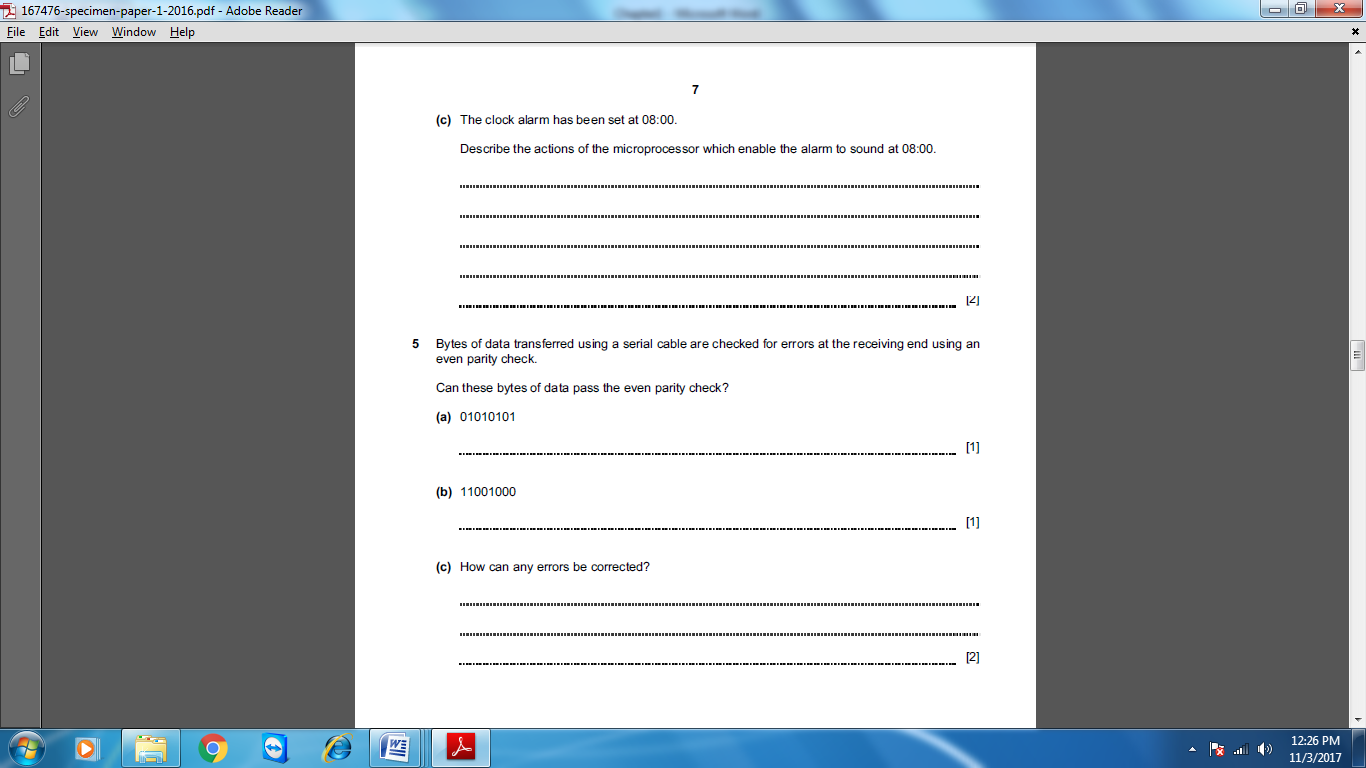 167476-specimen-paper-1-2016.pdf - Adobe Reader
File Edit View Window Help
7
(c) The clock alarm has been set at 08:00.
Describe the actions of the microprocessor which enable the alarm to sound at 08:00.
[2]
5 Bytes of data transferred using a serial cable are checked for errors at the receiving end using an
even parity check.
Can these bytes of data pass the even parity check?
(a) 01010101
[1]
(b) 11001000
[1]
(c) How can any errors be corrected?
[2]
12:26 PM
11/3/2017